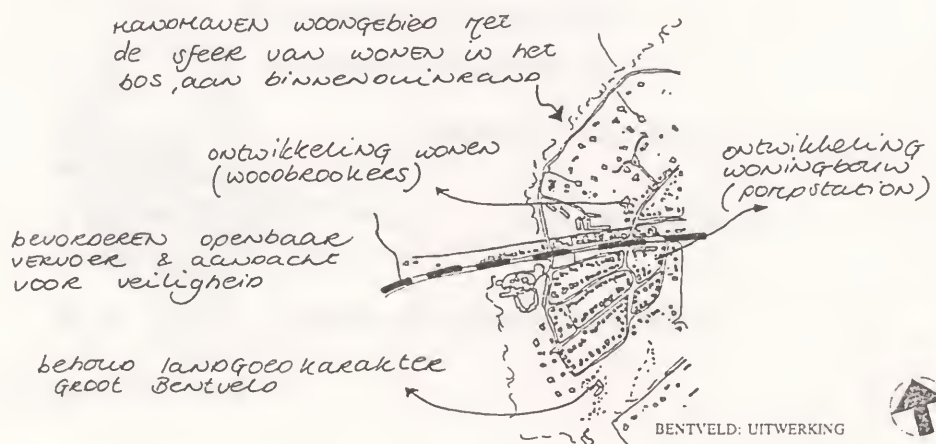 HANDHAVEN WOONGEBIED MET
DE SFEER VAN WONEN IN HET
BOS, AAN BINNENDUINRAND
ONTWIKKELING WONEN
(WOODBROOKERS)
ONTWIKKELING
WONINGBOUW
(POMPSTATION)
BEVORDEREN OPENBAAR
VERVOER & AANDACHT
VOOR VEILIGHEID
BEHOUD LANDGOEDKARAKTER
GROOT BENTVELD
BENTVELD: UITWERKING